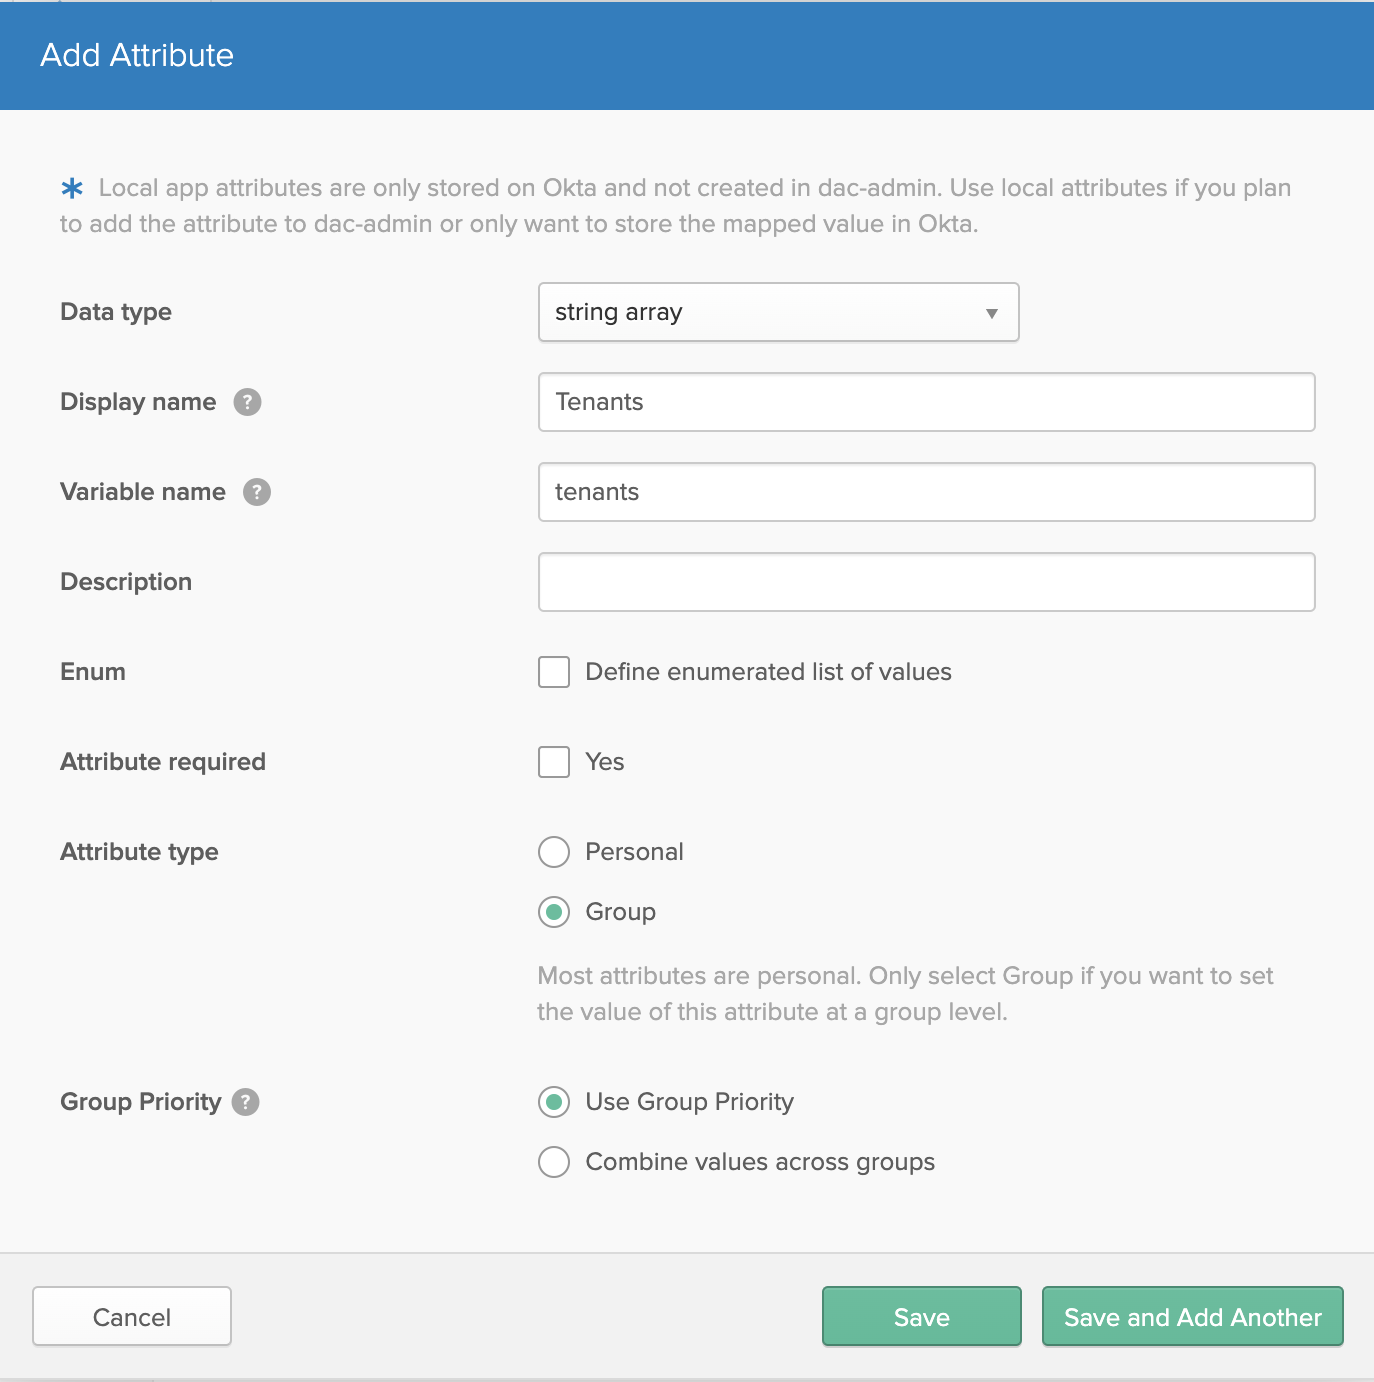 Add Attribute
* Local app attributes are only stored on Okta and not created in dac-admin. Use local attributes if you plan
to add the attribute to dac-admin or only want to store the mapped value in Okta.
Data type
string array
Display name ?
Tenants
Variable name ?
tenants
Description
Enum
Define enumerated list of values
Attribute required
Yes
Attribute type
Personal
Group
Most attributes are personal. Only select Group if you want to set
the value of this attribute at a group level.
Group Priority ?
Use Group Priority
Combine values across groups
Cancel
Save
Save and Add Another